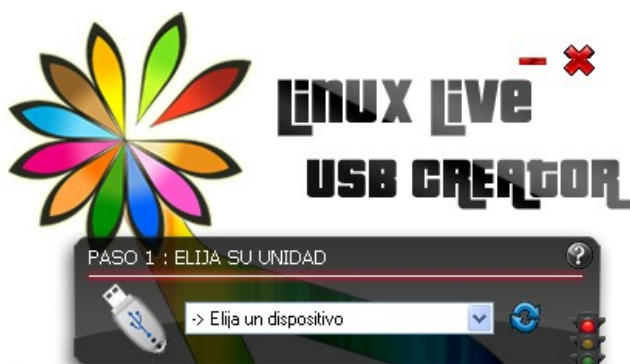 Linux Live
USB CREATOR
PASO 1 : ELIJA SU UNIDAD
?
-> Elija un dispositivo